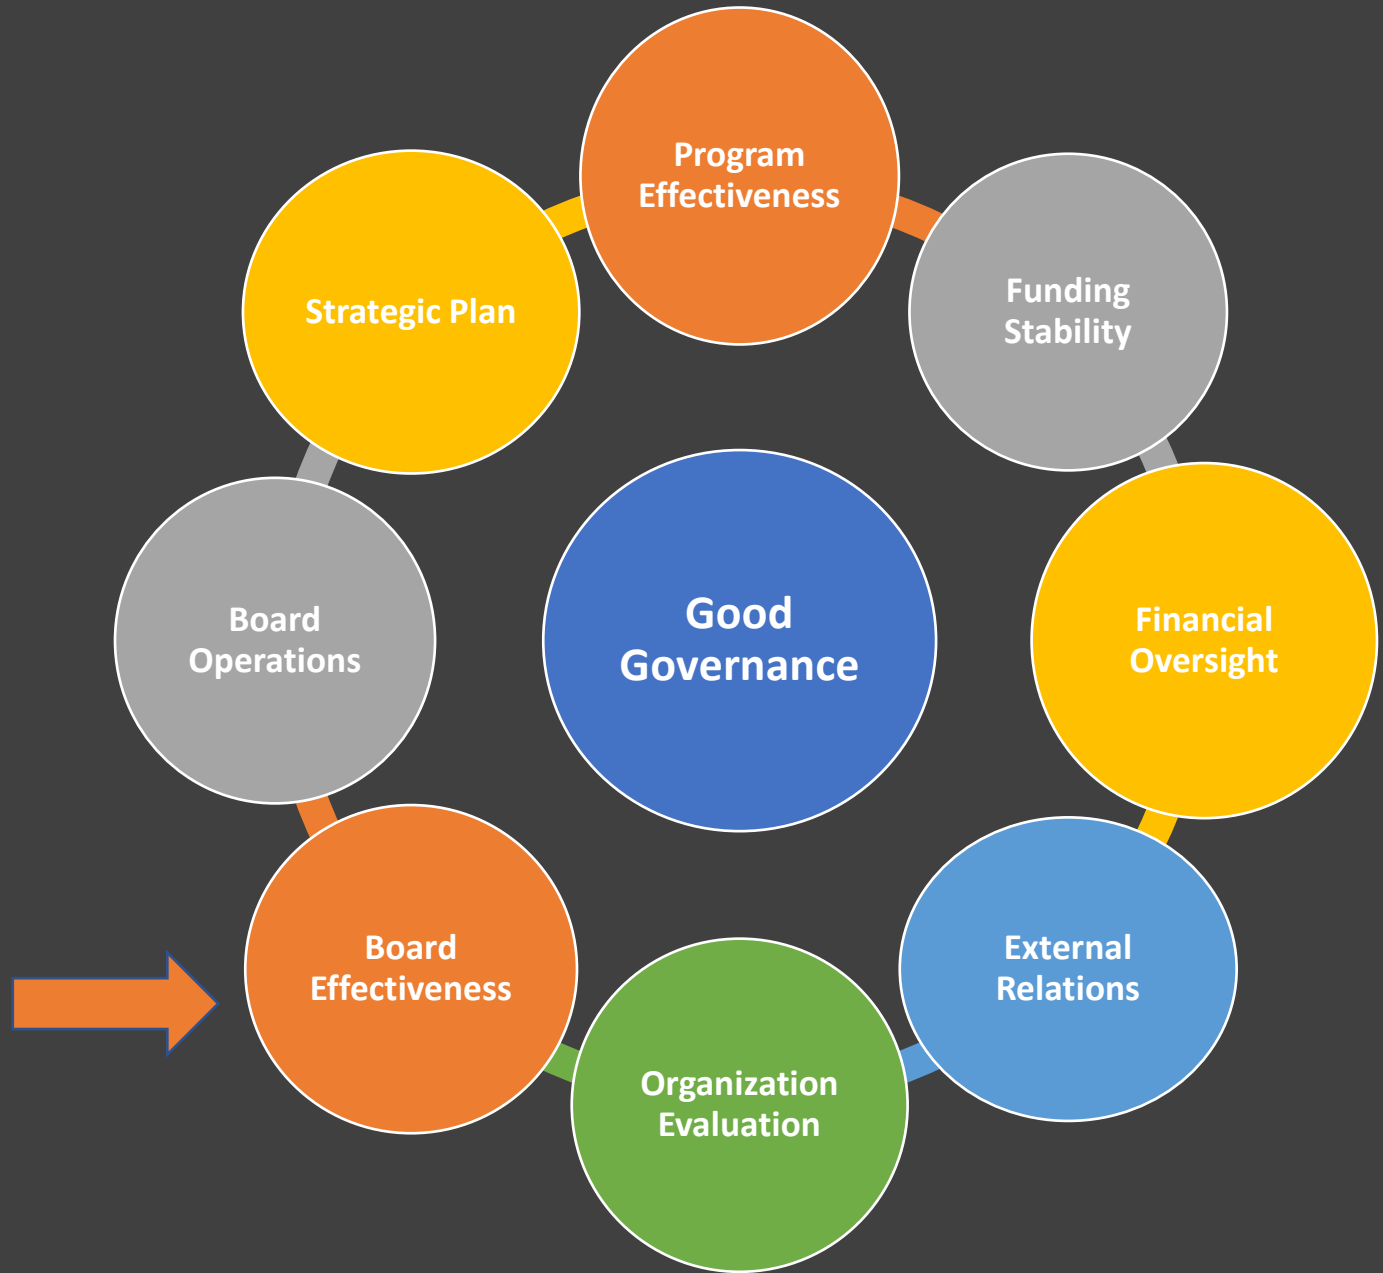 Program
Effectiveness
Funding
Stability
Financial
Oversight
External
Relations
Organization
Evaluation
Board
Effectiveness
Board
Operations
Strategic Plan
Good
Governance